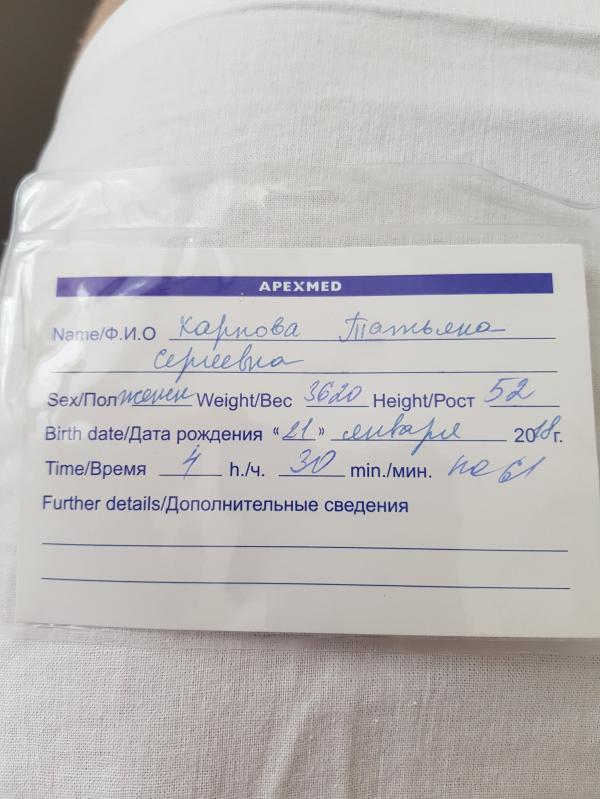 APEXMED
Name/Ф.И.О Карпова Татьяна
Сергеевна
Sex/Пол женск Weight/Вес 3620 Height/Рост 52
Birth date/Дата рождения «21» января 2018г.
Time/Время 4 h./ч. 30 min./мин. № 61
Further details/Дополнительные сведения